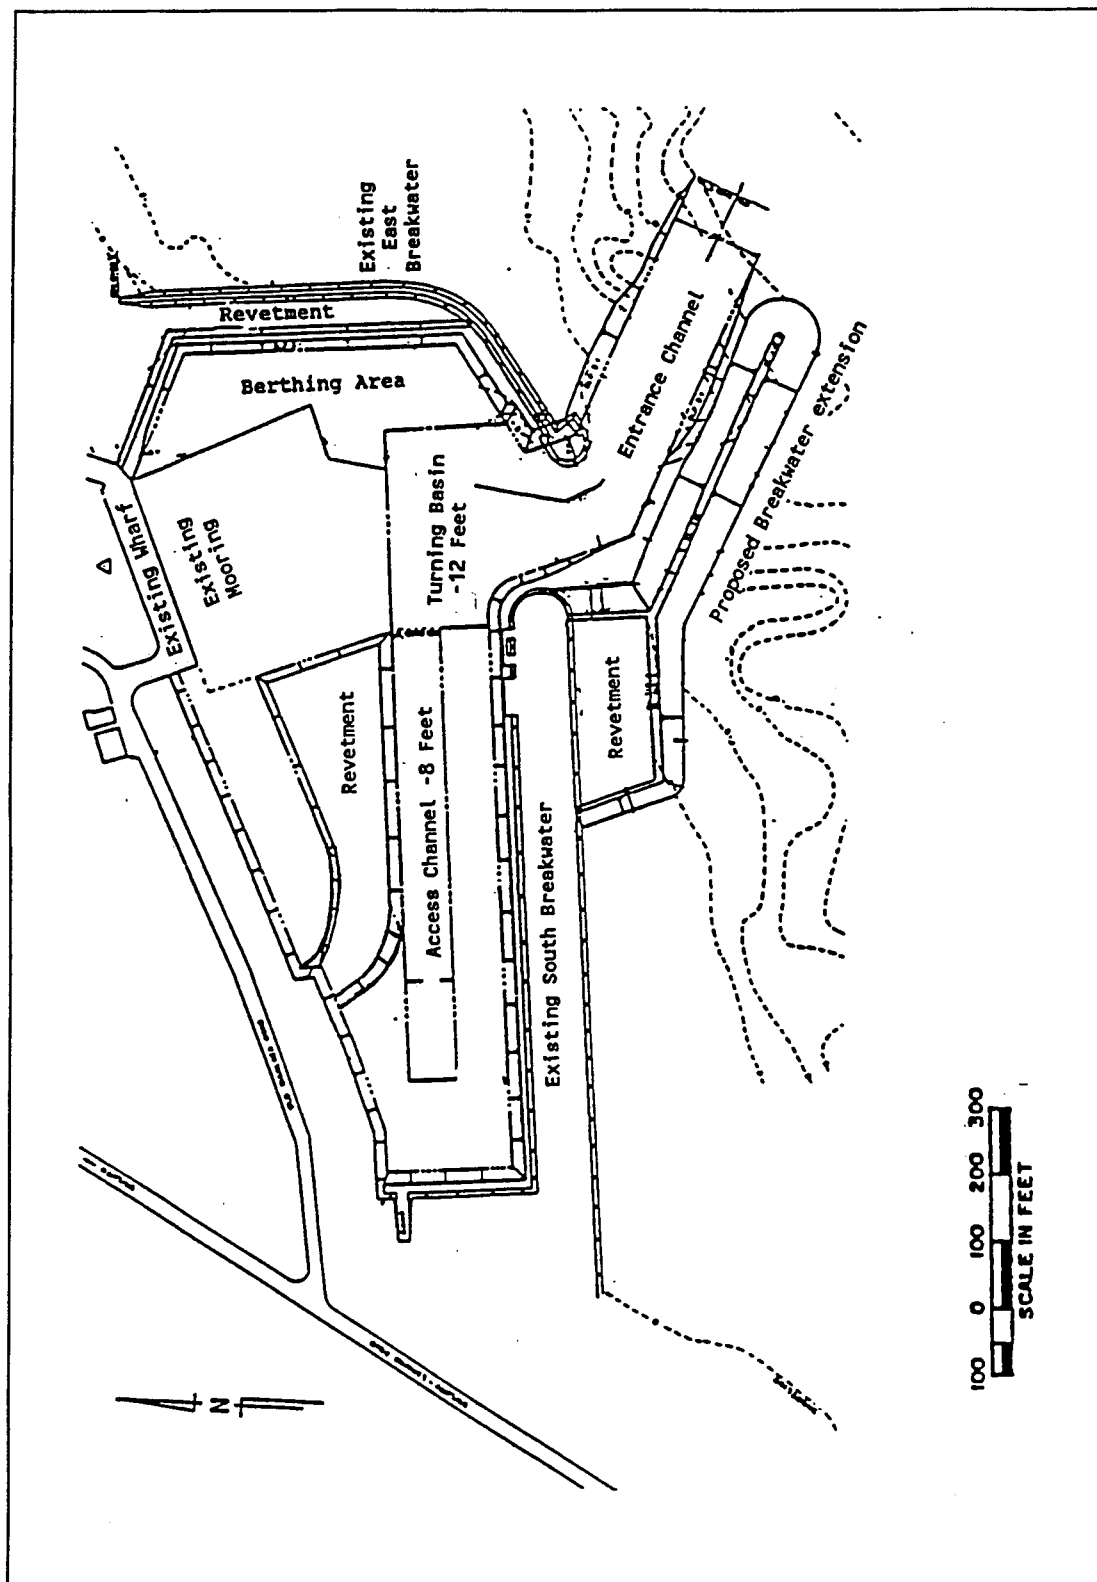 Existing
East
Breakwater
Revetment
Berthing Area
Existing Wharf
Existing
Mooring
Turning Basin
-12 Feet
Entrance Channel
Proposed Breakwater extension
Revetment
Access Channel -8 Feet
Revetment
Existing South Breakwater
N
100 0 100 200 300
SCALE IN FEET